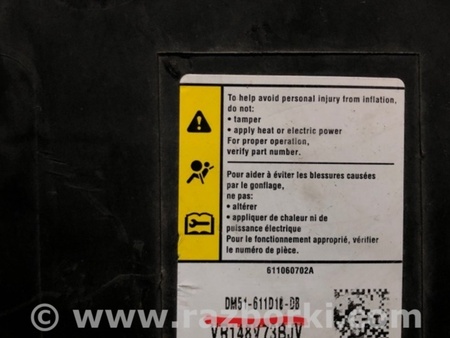 To help avoid personal injury from inflation,
do not:
• tamper
• apply heat or electric power
For proper operation,
verify part number.
Pour aider à éviter les blessures causées
par le gonflage,
ne pas:
• altérer
• appliquer de chaleur ni de
puissance électrique
Pour le fonctionnement approprié, vérifier
le numéro de pièce.
611060702A
DM51-611D10-DB
www.razborki.com